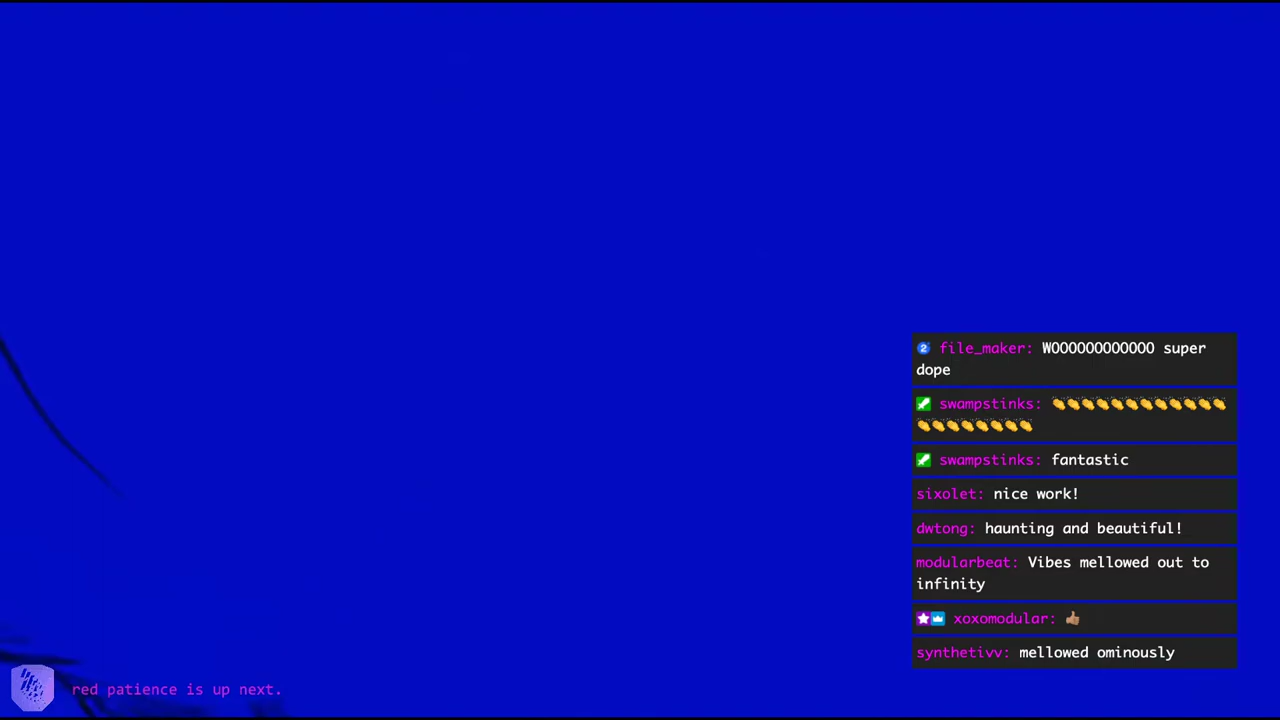 file_maker: WOOOOOOOOOOOO super
dope
swampstinks: 👏👏👏👏👏👏👏👏👏👏👏👏
👏👏👏👏👏👏👏👏
swampstinks: fantastic
sixolet: nice work!
dwtong: haunting and beautiful!
modularbeat: Vibes mellowed out to
infinity
xoxomodular: 👍🏽
synthetivv: mellowed ominously
red patience is up next.